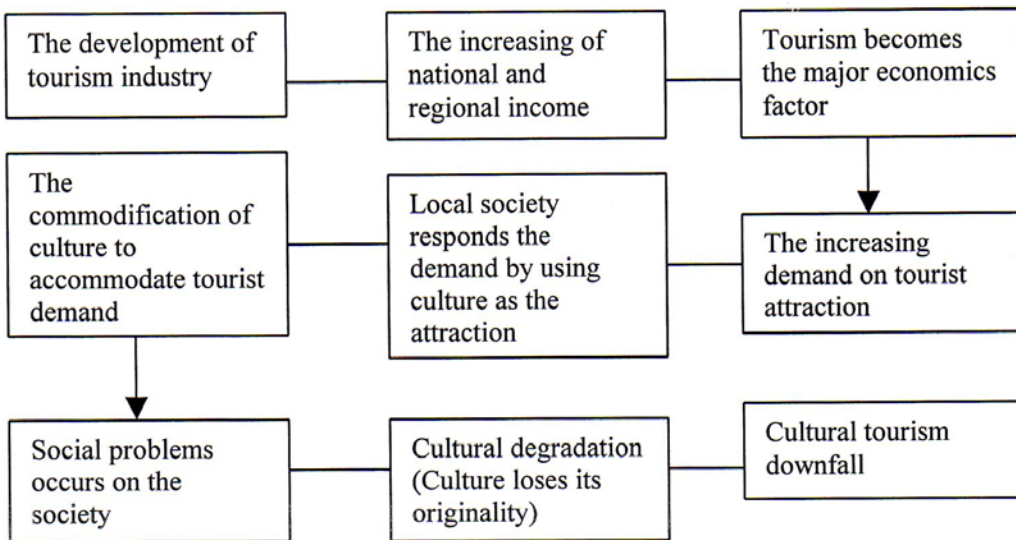 The development of
tourism industry
The increasing of
national and
regional income
Tourism becomes
the major economics
factor
The
commodification of
culture to
accommodate tourist
demand
Local society
responds the
demand by using
culture as the
attraction
The increasing
demand on tourist
attraction
Social problems
occurs on the
society
Cultural degradation
(Culture loses its
originality)
Cultural tourism
downfall